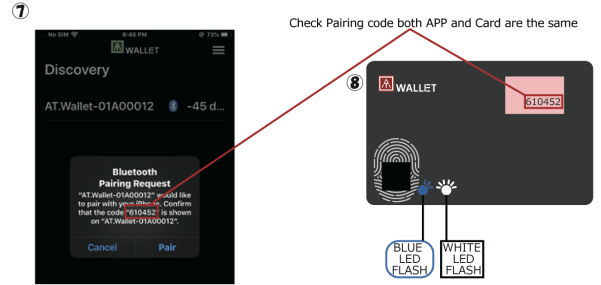 ⑦
Check Pairing code both APP and Card are the same
No SIM 6:48 PM 73%
WALLET
Discovery
AT.Wallet-01A00012 -45 d...
Bluetooth
Pairing Request
"AT.Wallet-01A00012" would like
to pair with your iPhone. Confirm
that the code "610452" is shown
on "AT.Wallet-01A00012".
Cancel Pair
⑧
WALLET
610452
BLUE
LED
FLASH
WHITE
LED
FLASH